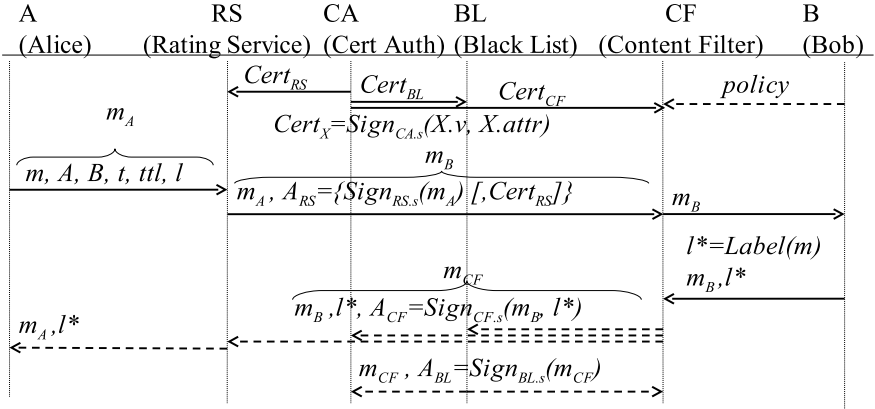 A RS CA BL CF B
(Alice) (Rating Service) (Cert Auth) (Black List) (Content Filter) (Bob)
Cert_RS Cert_BL Cert_CF policy
Cert_X=Sign_CA.s(X.v, X.attr)
m_A
m_B
m, A, B, t, ttl, l
m_A, A_RS={Sign_RS.s(m_A) [,Cert_RS]}
m_B
l*=Label(m)
m_CF
m_B,l*
m_B ,l*, A_CF=Sign_CF.s(m_B, l*)
m_A,l*
m_CF , A_BL=Sign_BL.s(m_CF)